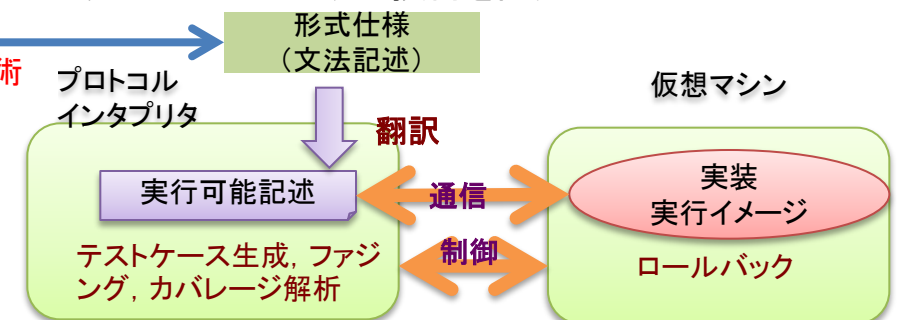 形式仕様
（文法記述）
術
プロトコル
インタプリタ
仮想マシン
翻訳
実行可能記述
通信
実装
実行イメージ
制御
テストケース生成，ファジ
ング，カバレージ解析
ロールバック